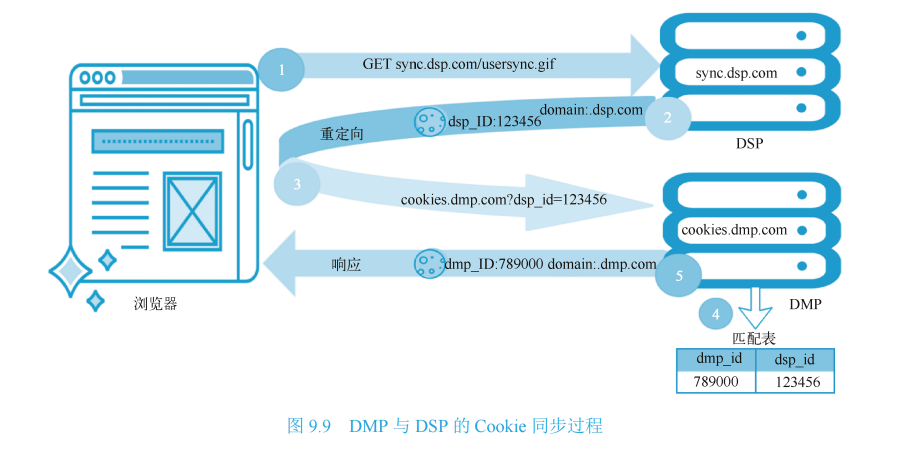 1
GET sync.dsp.com/usersync.gif
sync.dsp.com
DSP
2
domain:.dsp.com
dsp_ID:123456
重定向
3
cookies.dmp.com?dsp_id=123456
cookies.dmp.com
DMP
响应
dmp_ID:789000 domain:.dmp.com
5
4
浏览器
匹配表
dmp_id dsp_id
789000 123456
图 9.9 DMP 与 DSP 的 Cookie 同步过程